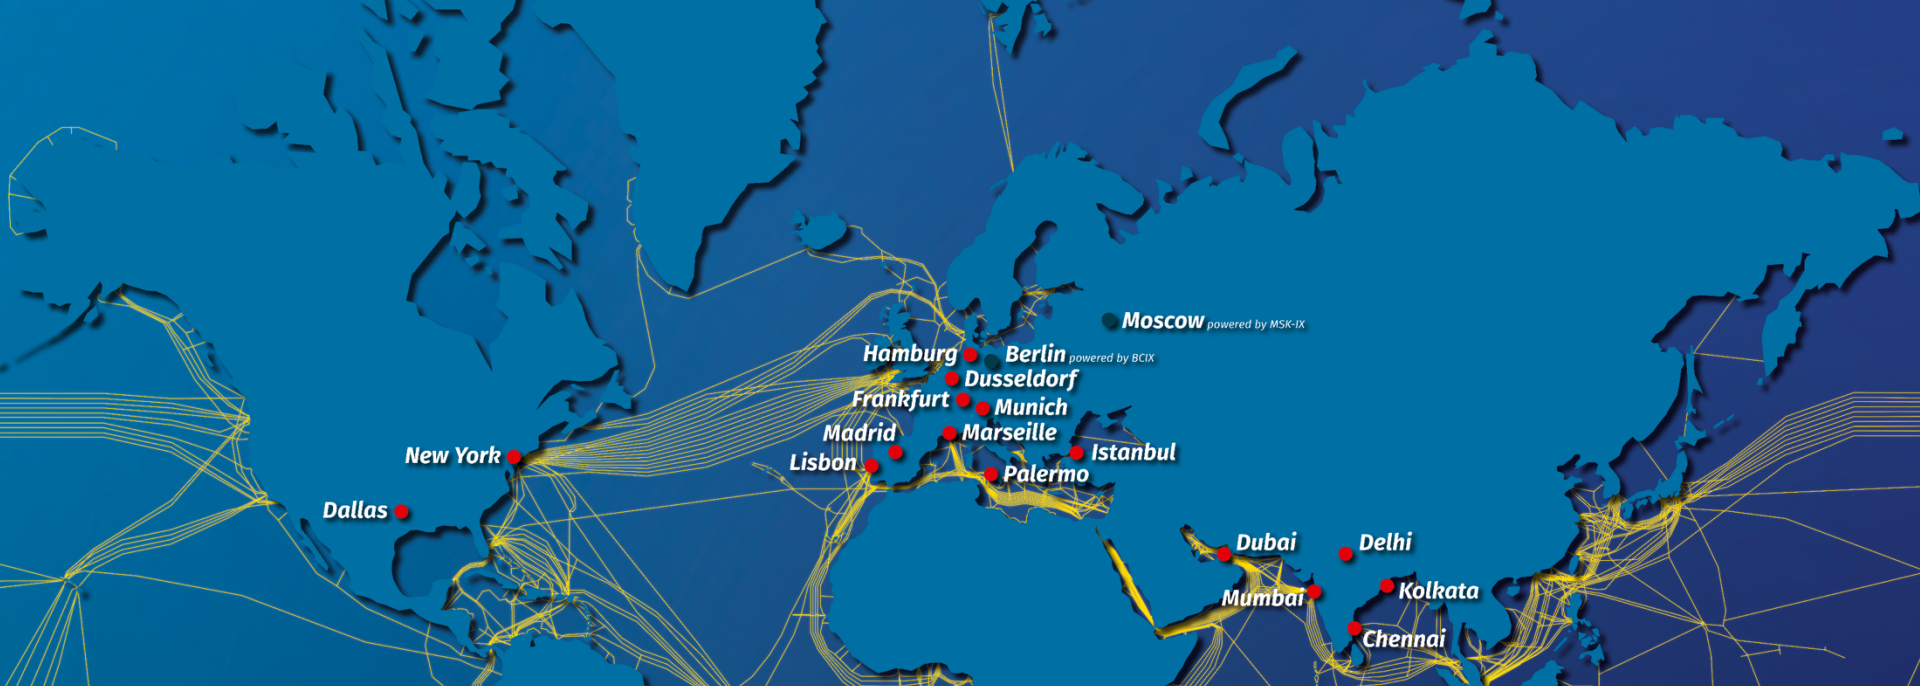 Moscow powered by MSK-IX
Hamburg
Berlin powered by BCIX
Dusseldorf
Frankfurt
Munich
Madrid
Marseille
Lisbon
Istanbul
Palermo
New York
Dallas
Dubai
Delhi
Mumbai
Kolkata
Chennai